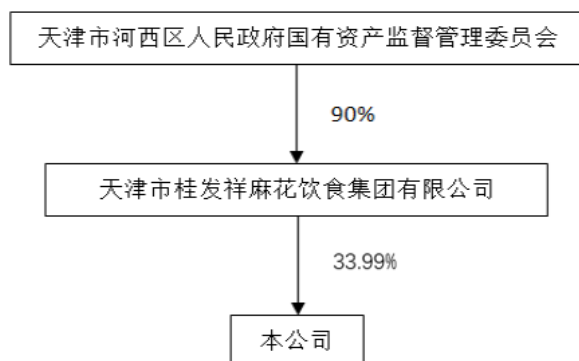 天津市河西区人民政府国有资产监督管理委员会
90%
天津市桂发祥麻花饮食集团有限公司
33.99%
本公司